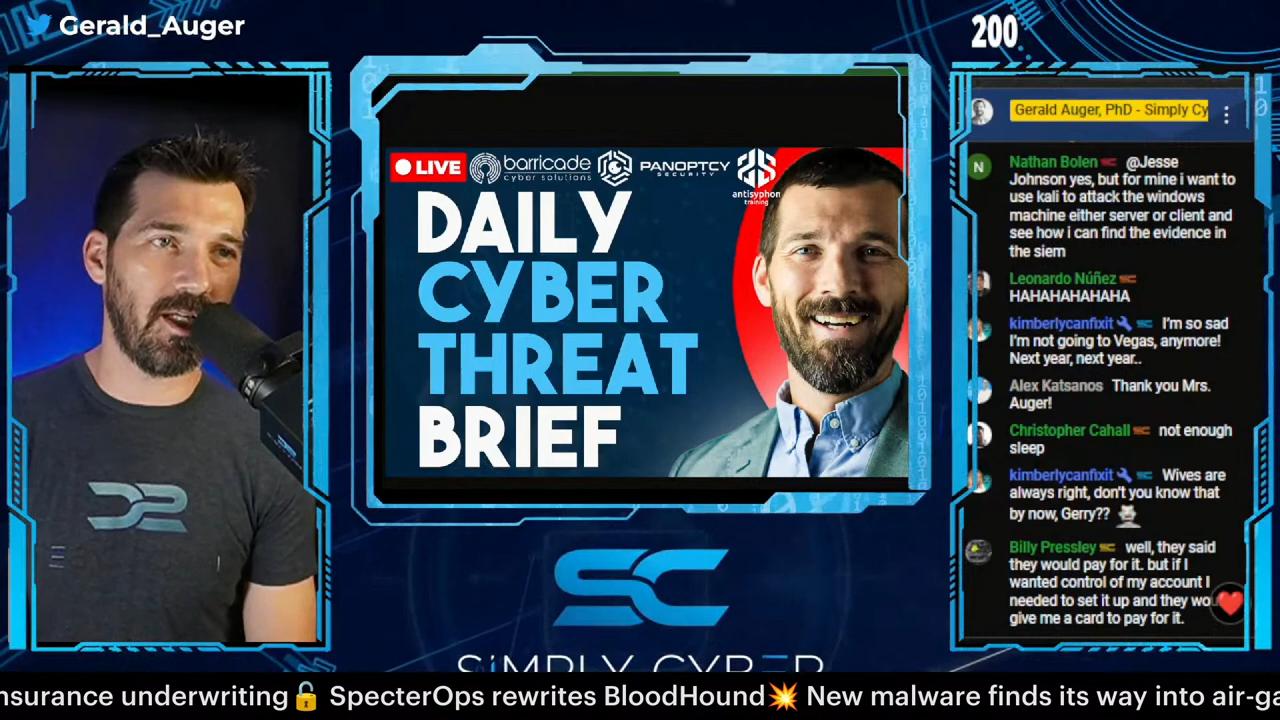 Gerald_Auger
200
LIVE
barricade
cyber solutions
PANOPTCY
SECURITY
antisyphon
training
DAILY
CYBER
THREAT
BRIEF
SC
SIMPLY CYBER
Gerald Auger, PhD - Simply Cy
N
Nathan Bolen @Jesse
Johnson yes, but for mine i want to
use kali to attack the windows
machine either server or client and
see how i can find the evidence in
the siem
Leonardo Núñez
HAHAHAHAHAHA
kimberlycanfixit I'm so sad
I'm not going to Vegas, anymore!
Next year, next year..
Alex Katsanos Thank you Mrs.
Auger!
Christopher Cahall not enough
sleep
kimberlycanfixit Wives are
always right, don't you know that
by now, Gerry??
Billy Pressley well, they said
they would pay for it. but if I
wanted control of my account I
needed to set it up and they wou
give me a card to pay for it.
nsurance underwriting🔓 SpecterOps rewrites BloodHound💥 New malware finds its way into air-ga